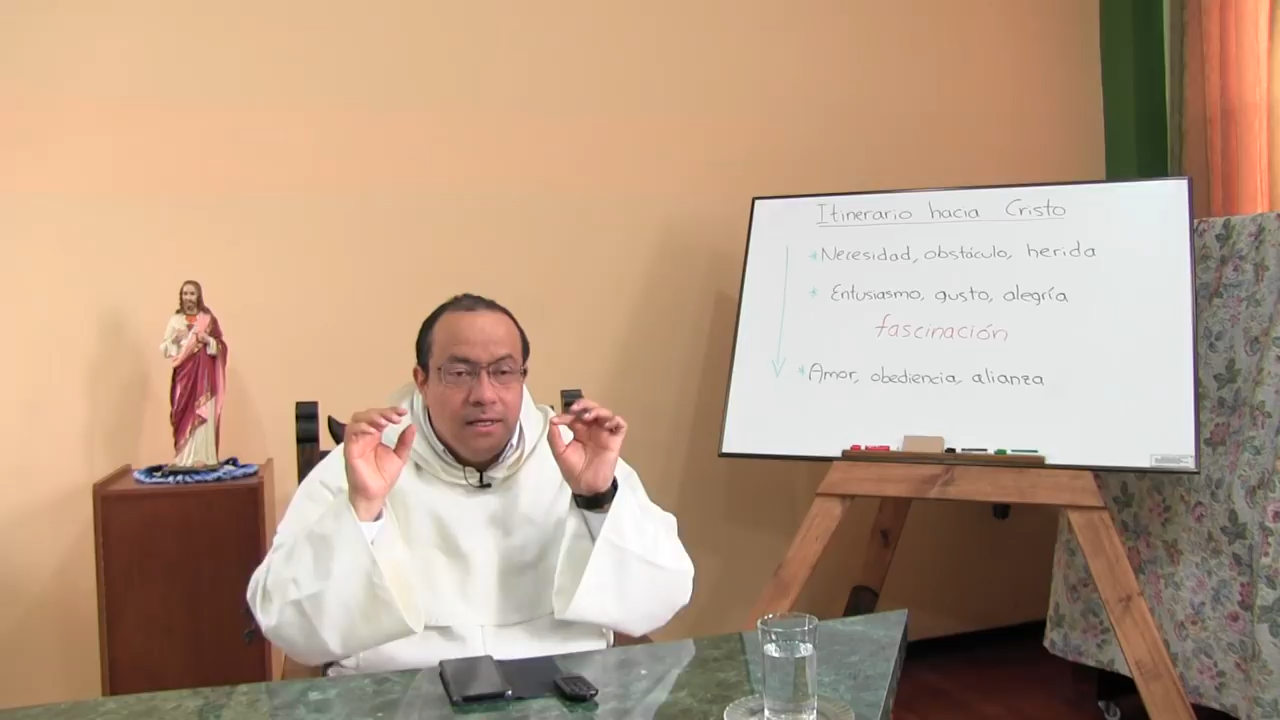 Itinerario hacia Cristo
* Necesidad, obstáculo, herida
* Entusiasmo, gusto, alegría
fascinación
* Amor, obediencia, alianza